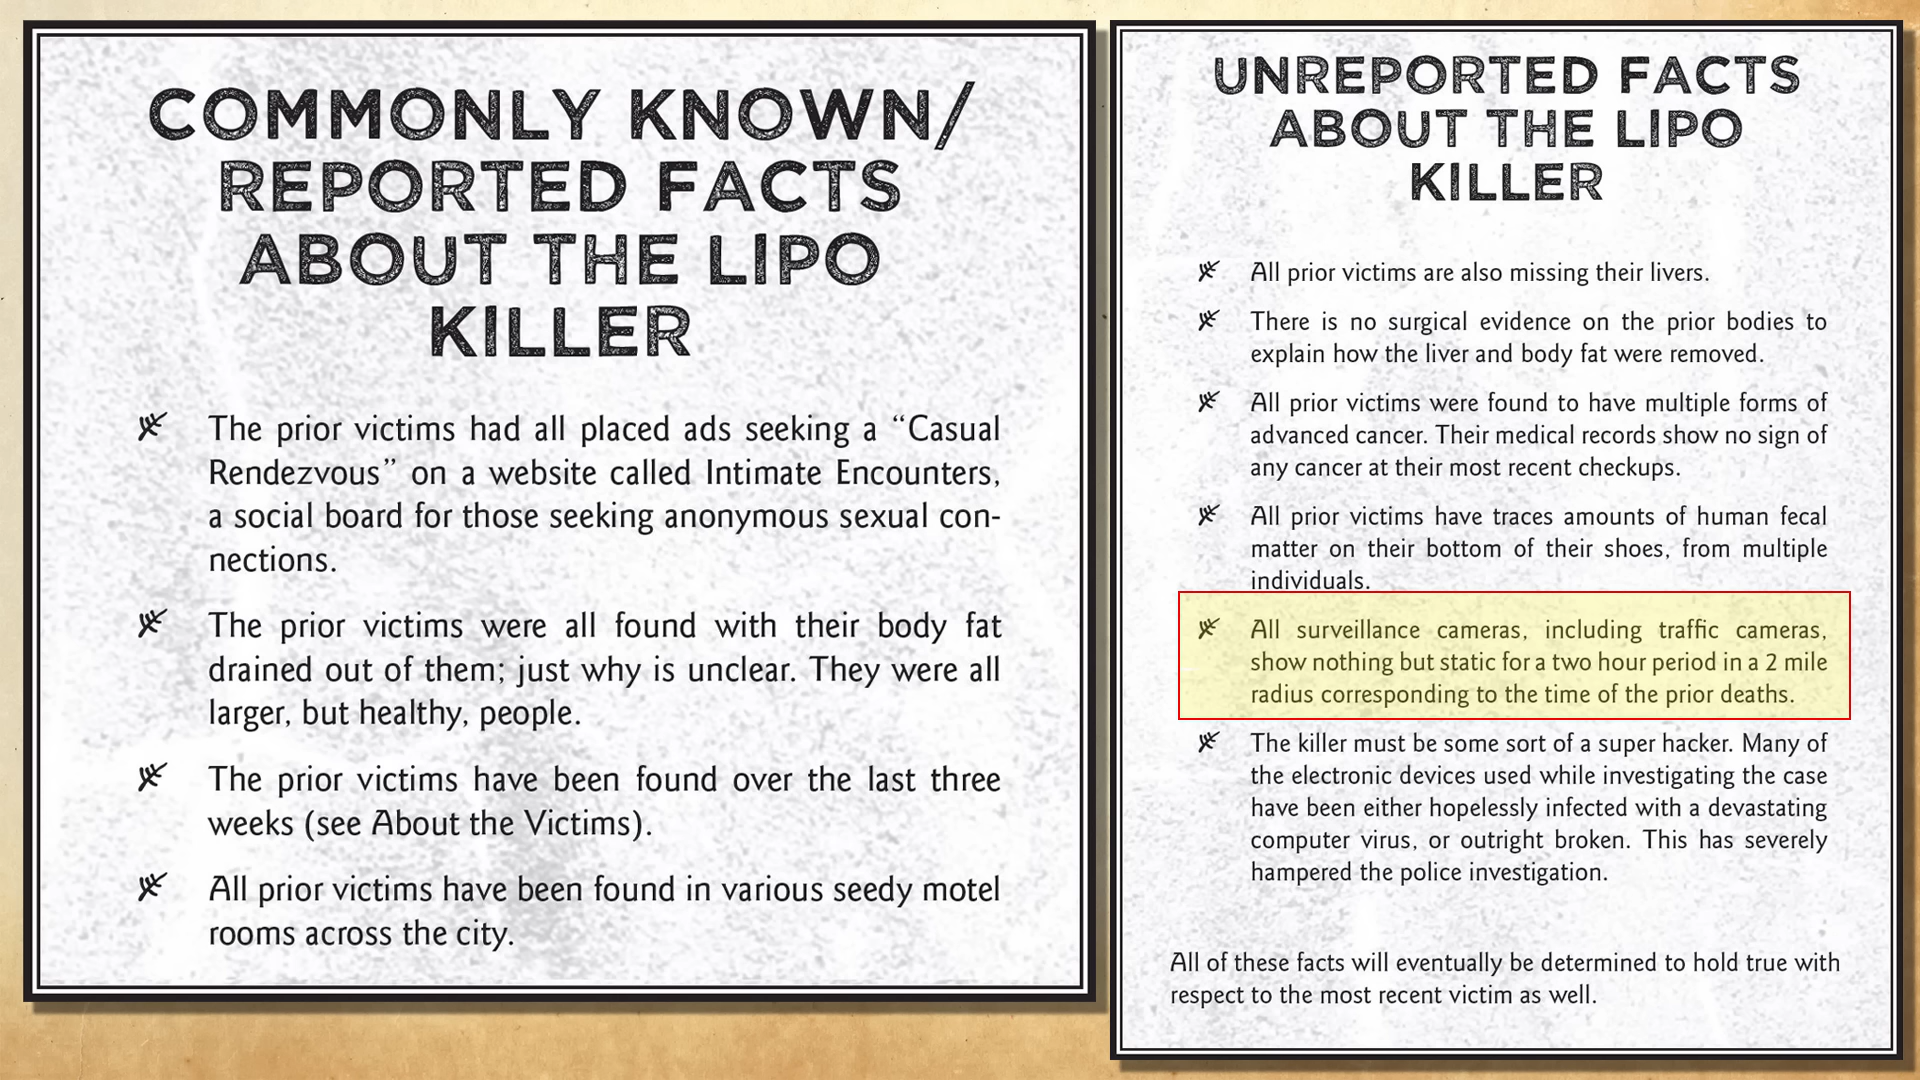 COMMONLY KNOWN/
REPORTED FACTS
ABOUT THE LIPO
KILLER
The prior victims had all placed ads seeking a “Casual
Rendezvous” on a website called Intimate Encounters,
a social board for those seeking anonymous sexual con-
nections.
The prior victims were all found with their body fat
drained out of them; just why is unclear. They were all
larger, but healthy, people.
The prior victims have been found over the last three
weeks (see About the Victims).
All prior victims have been found in various seedy motel
rooms across the city.
UNREPORTED FACTS
ABOUT THE LIPO
KILLER
All prior victims are also missing their livers.
There is no surgical evidence on the prior bodies to
explain how the liver and body fat were removed.
All prior victims were found to have multiple forms of
advanced cancer. Their medical records show no sign of
any cancer at their most recent checkups.
All prior victims have traces amounts of human fecal
matter on their bottom of their shoes, from multiple
individuals.
All surveillance cameras, including traffic cameras,
show nothing but static for a two hour period in a 2 mile
radius corresponding to the time of the prior deaths.
The killer must be some sort of a super hacker. Many of
the electronic devices used while investigating the case
have been either hopelessly infected with a devastating
computer virus, or outright broken. This has severely
hampered the police investigation.
All of these facts will eventually be determined to hold true with
respect to the most recent victim as well.